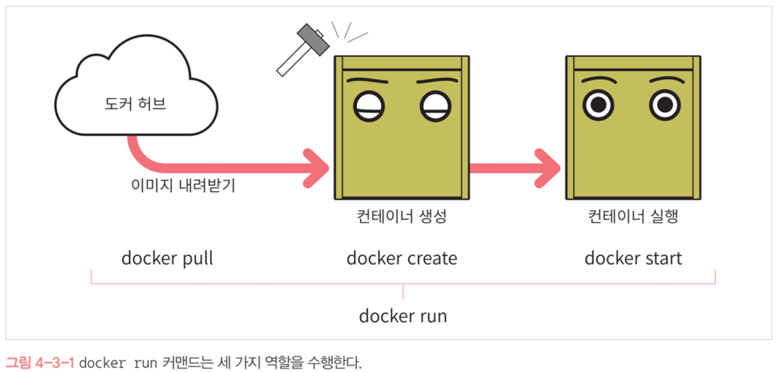 도커 허브
이미지 내려받기
컨테이너 생성
컨테이너 실행
docker pull
docker create
docker start
docker run
그림 4-3-1 docker run 커맨드는 세 가지 역할을 수행한다.